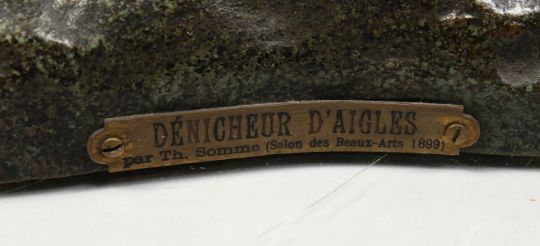 DÉNICHEUR D'AIGLES
par Th. Somme (Salon des Beaux-Arts 1899)